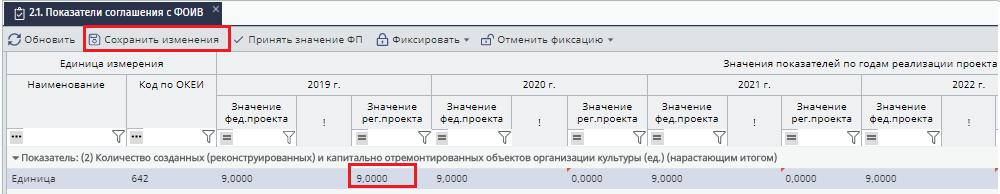 2.1. Показатели соглашения с ФОИВ
Обновить Сохранить изменения Принять значение ФП Фиксировать Отменить фиксацию
Единица измерения Значения показателей по годам реализации проекта
Наименование Код по ОКЕИ 2019 г. 2020 г. 2021 г. 2022 г.
Значение фед.проекта ! Значение рег.проекта Значение фед.проекта ! Значение рег.проекта Значение фед.проекта ! Значение рег.проекта Значение фед.проекта
Показатель: (2) Количество созданных (реконструированных) и капитально отремонтированных объектов организации культуры (ед.) (нарастающим итогом)
Единица 642 9,0000 9,0000 9,0000 0,0000 9,0000 0,0000 9,0000